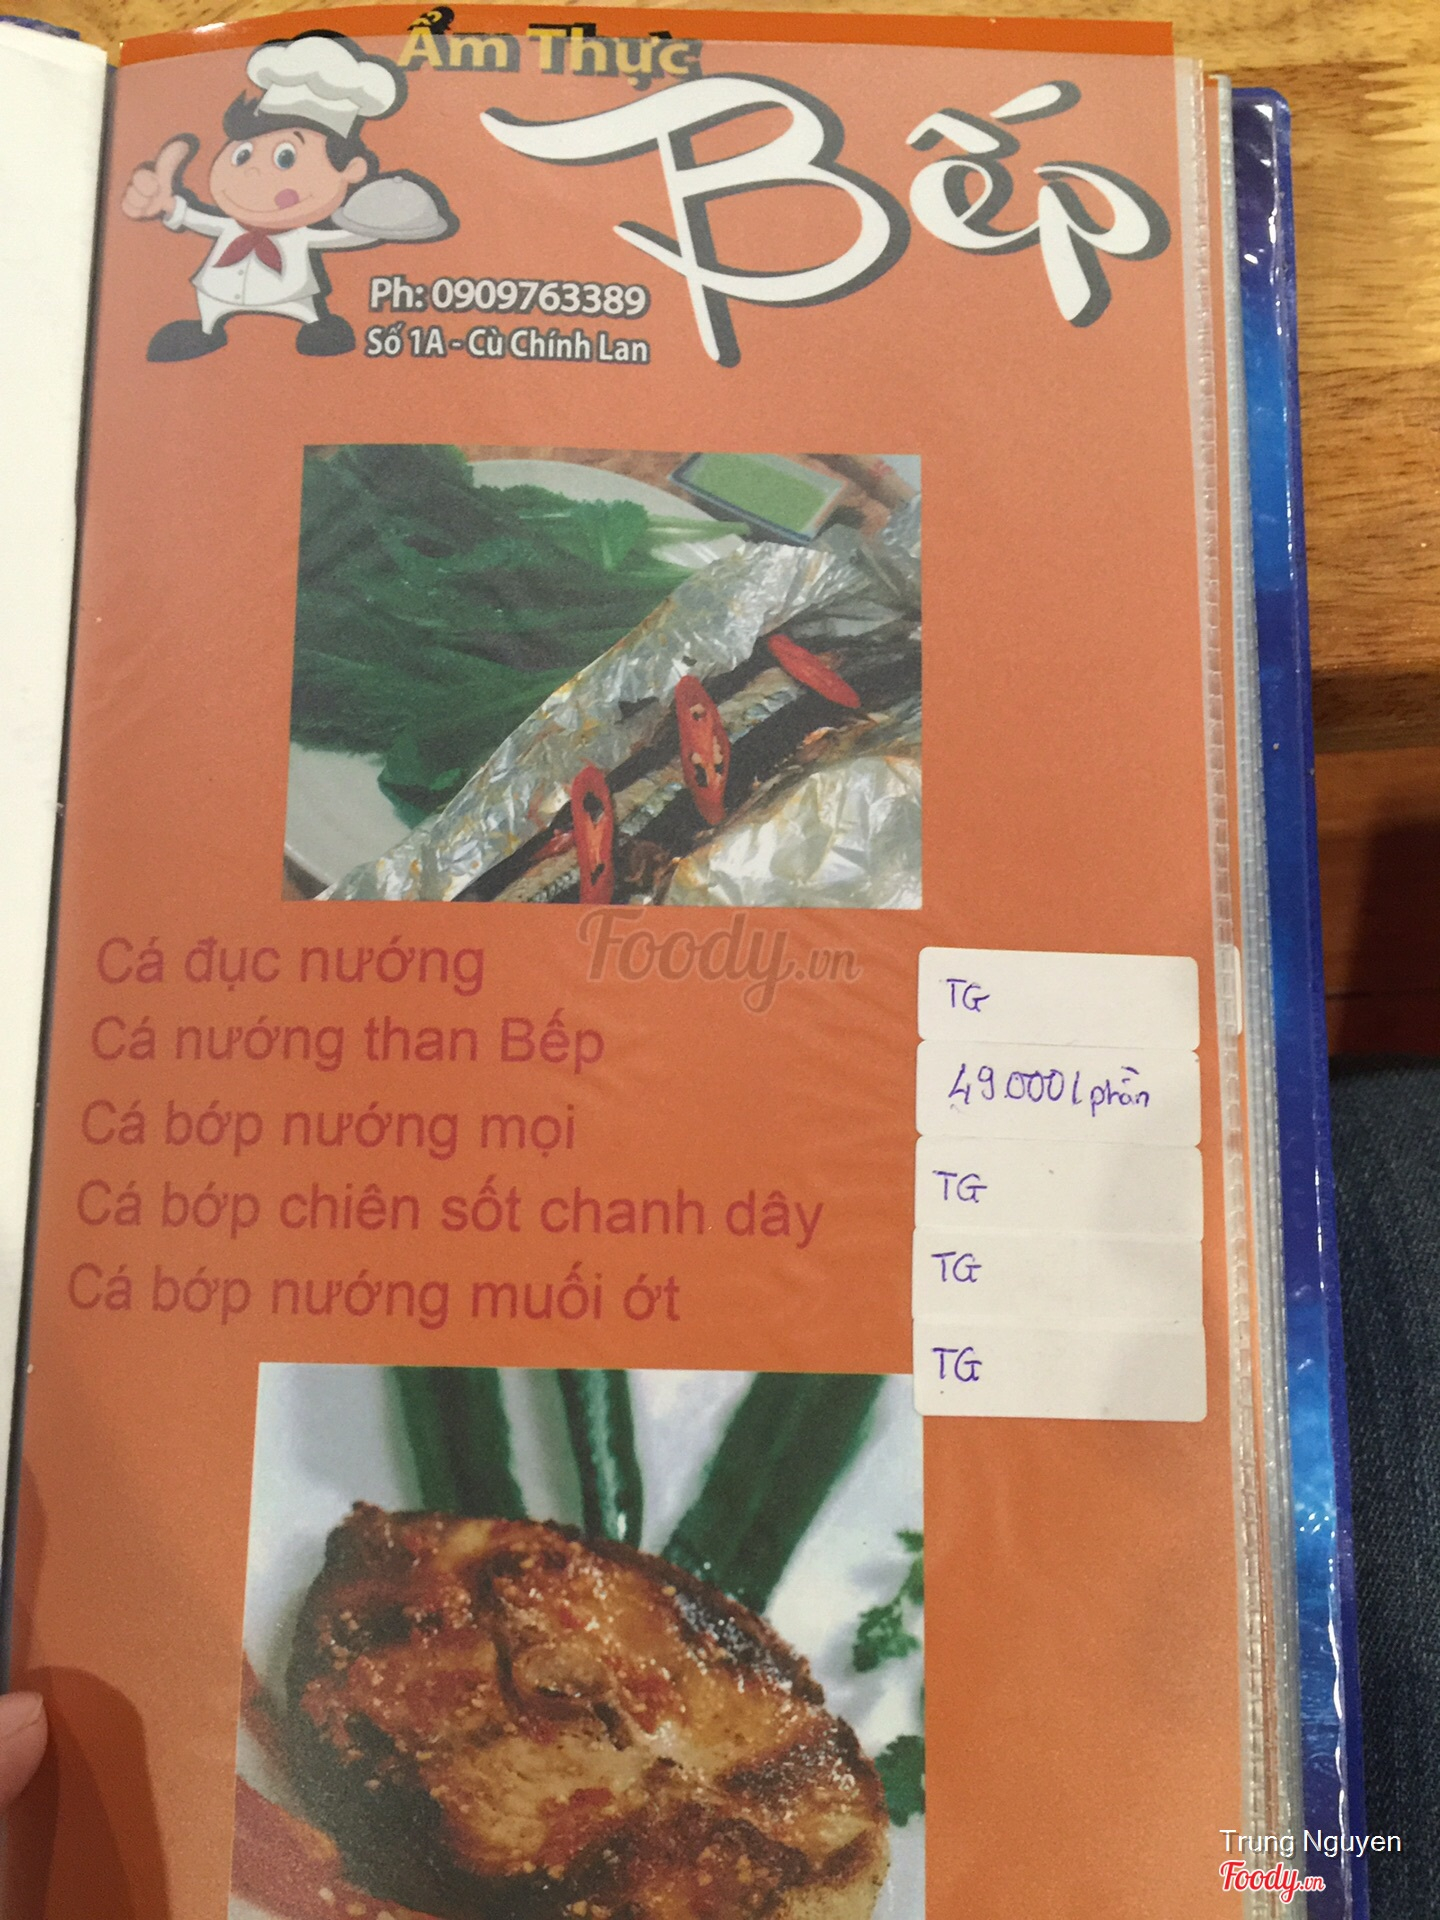 Ẩm Thực
Bếp
Ph: 0909763389
Số 1A - Cù Chính Lan
Foody.vn
Cá đục nướng TG
Cá nướng than Bếp 49.000/phần
Cá bớp nướng mọi TG
Cá bớp chiên sốt chanh dây TG
Cá bớp nướng muối ớt TG
Trung Nguyen
Foody.vn